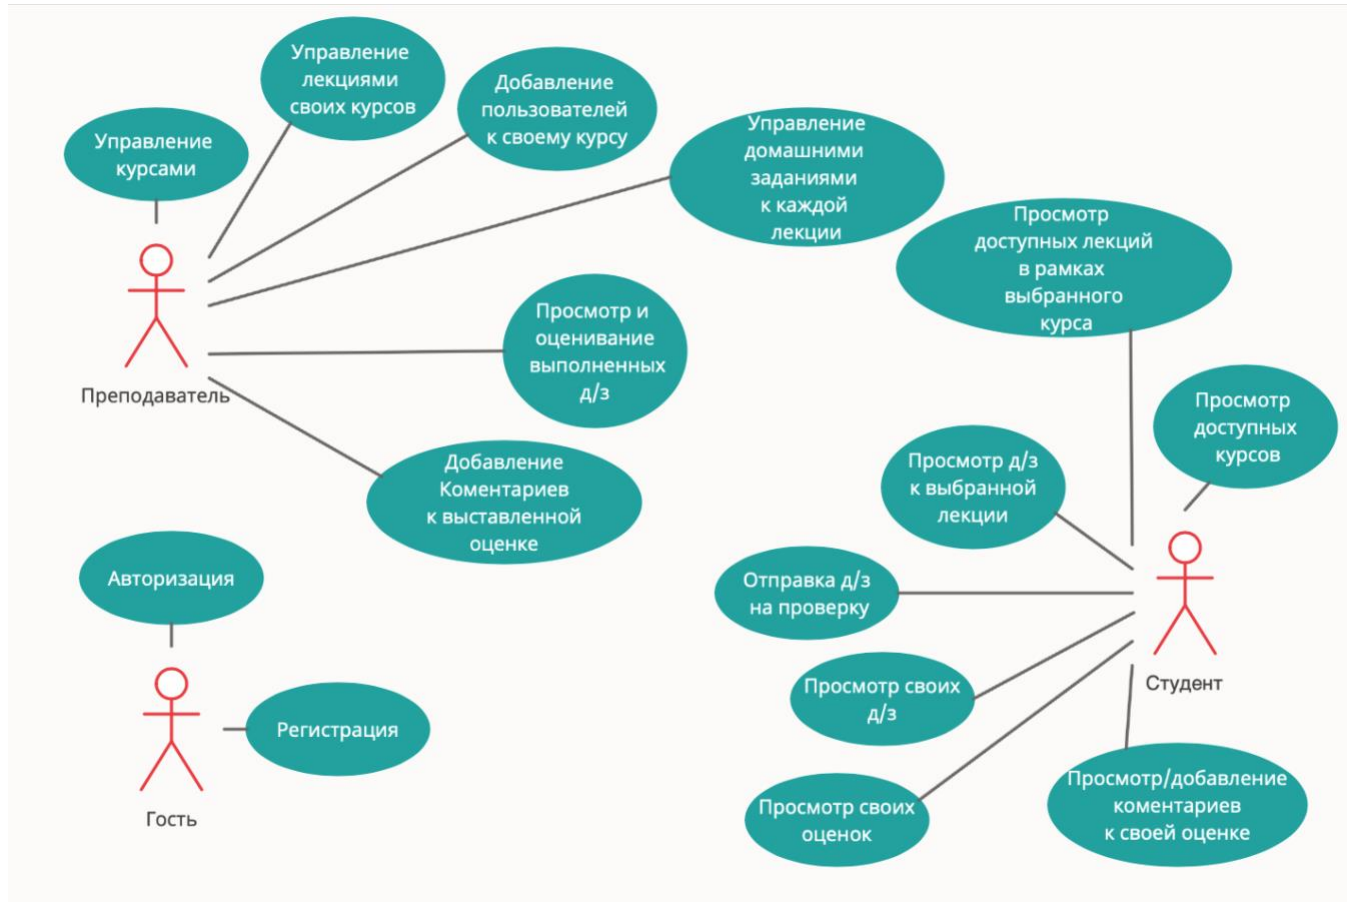 Управление
лекциями
своих курсов
Добавление
пользователей
к своему курсу
Управление
курсами
Управление
домашними
заданиями
к каждой
лекции
Просмотр
доступных лекций
в рамках
выбранного
курса
Просмотр и
оценивание
выполненных
д/з
Преподаватель
Просмотр
доступных
курсов
Добавление
Коментариев
к выставленной
оценке
Просмотр д/з
к выбранной
лекции
Авторизация
Отправка д/з
на проверку
Просмотр своих
д/з
Студент
Регистрация
Гость
Просмотр своих
оценок
Просмотр/добавление
коментариев
к своей оценке